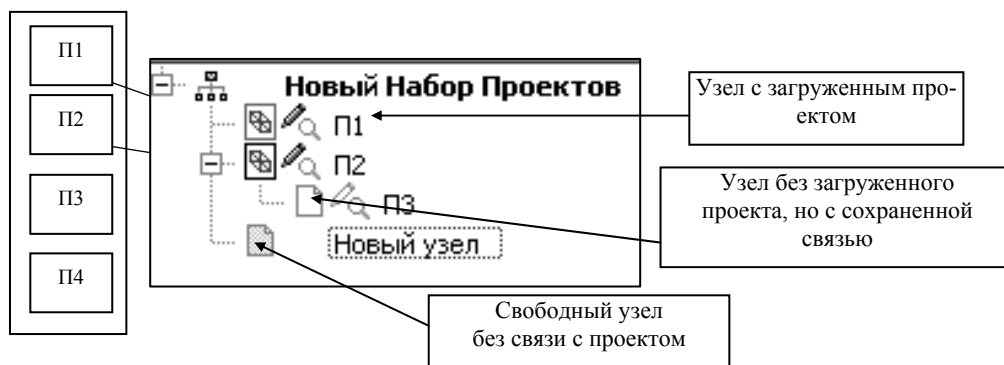 П1
П2
П3
П4
Новый Набор Проектов
П1
П2
П3
Новый узел
Узел с загруженным про-
ектом
Узел без загруженного
проекта, но с сохраненной
связью
Свободный узел
без связи с проектом